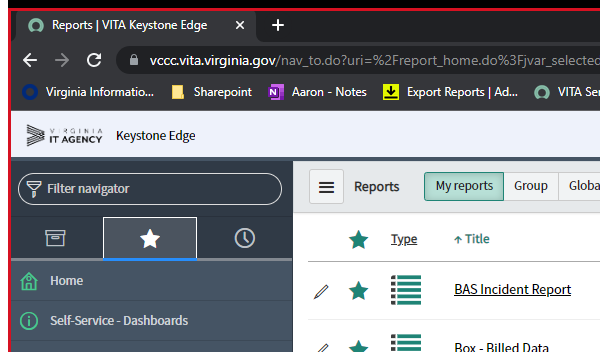 Reports | VITA Keystone Edge
vccc.vita.virginia.gov/nav_to.do?uri=%2Freport_home.do%3Fjvar_selected
Virginia Informatio... Sharepoint Aaron - Notes Export Reports | Ad... VITA Ser
VIRGINIA
IT AGENCY
Keystone Edge
Filter navigator
Reports My reports Group Globa
Type Title
Home
BAS Incident Report
Self-Service - Dashboards
Box - Billed Data